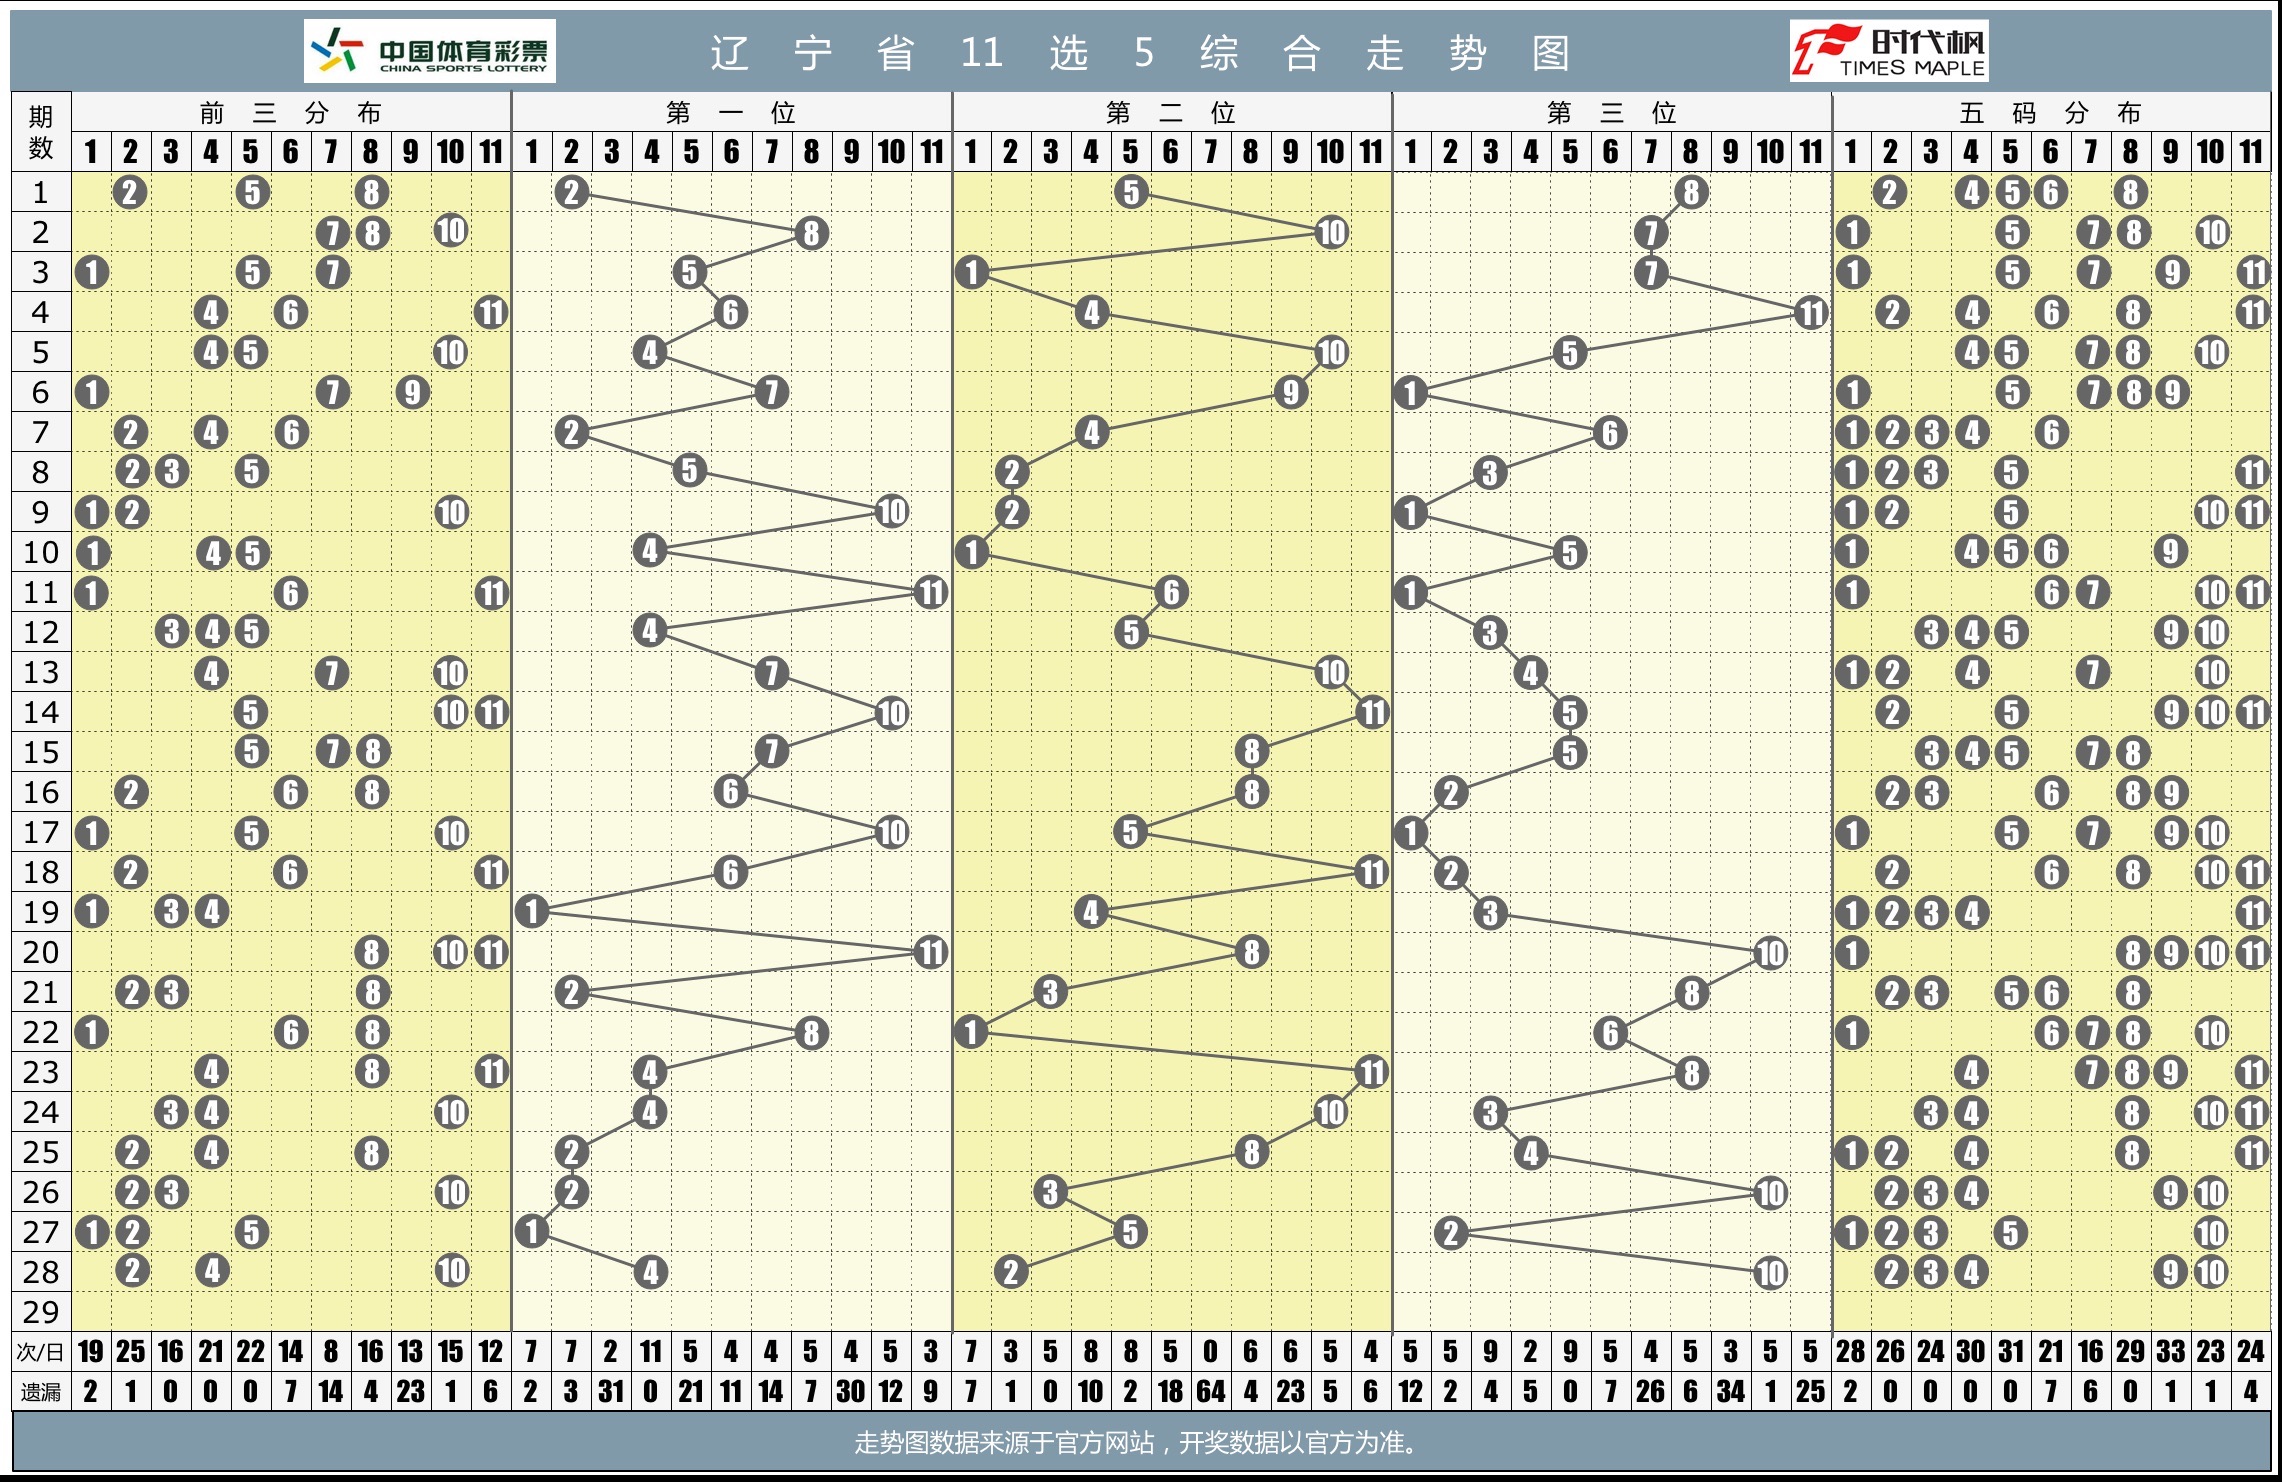 中国体育彩票
CHINA SPORTS LOTTERY
辽宁省11选5综合走势图
时代枫
TIMES MAPLE
期数 前三分布 第一位 第二位 第三位 五码分布
1 2 3 4 5 6 7 8 9 10 11 1 2 3 4 5 6 7 8 9 10 11 1 2 3 4 5 6 7 8 9 10 11 1 2 3 4 5 6 7 8 9 10 11 1 2 3 4 5 6 7 8 9 10 11
1 2 5 8 2 5 8 2 4 5 6 8
2 7 8 10 8 10 7 1 5 7 8 10
3 1 5 7 5 1 7 1 5 7 9 11
4 4 6 11 6 4 11 2 4 6 8 11
5 4 5 10 4 10 5 4 5 7 8 10
6 1 7 9 7 9 1 1 5 7 8 9
7 2 4 6 2 4 6 1 2 3 4 6
8 2 3 5 5 2 3 1 2 3 5 11
9 1 2 10 10 2 1 1 2 5 10 11
10 1 4 5 4 1 5 1 4 5 6 9
11 1 6 11 11 6 1 1 6 7 10 11
12 3 4 5 4 5 3 3 4 5 9 10
13 4 7 10 7 10 4 1 2 4 7 10
14 5 10 11 10 11 5 2 5 9 10 11
15 5 7 8 7 8 5 3 4 5 7 8
16 2 6 8 6 8 2 2 3 6 8 9
17 1 5 10 10 5 1 1 5 7 9 10
18 2 6 11 6 11 2 2 6 8 10 11
19 1 3 4 1 4 3 1 2 3 4 11
20 8 10 11 11 8 10 1 8 9 10 11
21 2 3 8 2 3 8 2 3 5 6 8
22 1 6 8 8 1 6 1 6 7 8 10
23 4 8 11 4 11 8 4 7 8 9 11
24 3 4 10 4 10 3 3 4 8 10 11
25 2 4 8 2 8 4 1 2 4 8 11
26 2 3 10 2 3 10 2 3 4 9 10
27 1 2 5 1 5 2 1 2 3 5 10
28 2 4 10 4 2 10 2 3 4 9 10
29
次/日 19 25 16 21 22 14 8 16 13 15 12 7 7 2 11 5 4 4 5 4 5 3 7 3 5 8 8 5 0 6 6 5 4 5 5 9 2 9 5 4 5 3 5 5 28 26 24 30 31 21 16 29 33 23 24
遗漏 2 1 0 0 0 7 14 4 23 1 6 2 3 31 0 21 11 14 7 30 12 9 7 1 0 10 2 18 64 4 23 5 6 12 2 4 5 0 7 26 6 34 1 25 2 0 0 0 0 7 6 0 1 1 4
走势图数据来源于官方网站，开奖数据以官方为准。